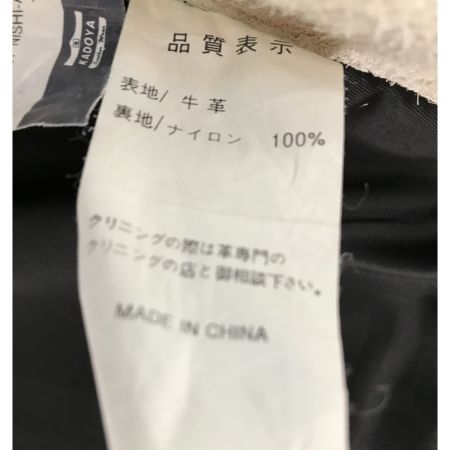 NISHI-A
KADOYA
品質表示
表地/ 牛革
裏地/ナイロン 100%
クリニングの際は革専門の
クリニングの店と御相談下さい。
MADE IN CHINA